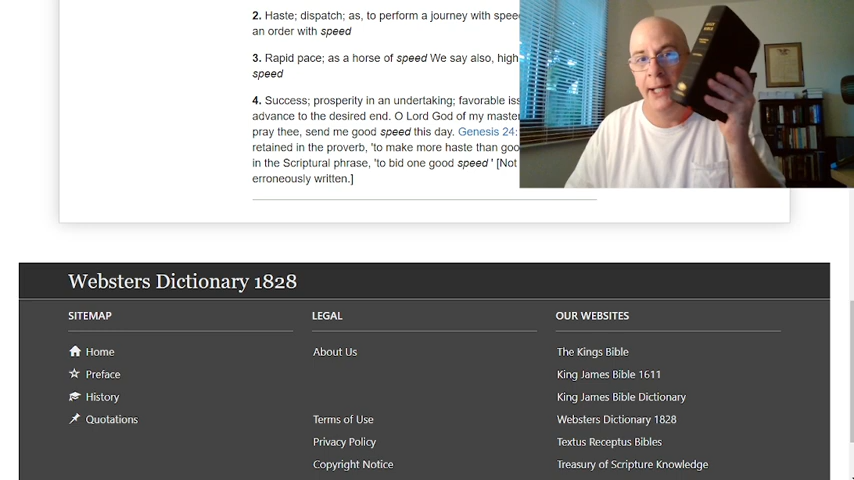 2. Haste; dispatch; as, to perform a journey with speed
an order with speed
3. Rapid pace; as a horse of speed We say also, high
speed
4. Success; prosperity in an undertaking; favorable
advance to the desired end. O Lord God of my master
pray thee, send me good speed this day. Genesis 24:
retained in the proverb, 'to make more haste than
in the Scriptural phrase, 'to bid one good speed ' [Not
erroneously written.]
HOLY BIBLE
Websters Dictionary 1828
SITEMAP
Home
Preface
History
Quotations
LEGAL
About Us
Terms of Use
Privacy Policy
Copyright Notice
OUR WEBSITES
The Kings Bible
King James Bible 1611
King James Bible Dictionary
Websters Dictionary 1828
Textus Receptus Bibles
Treasury of Scripture Knowledge